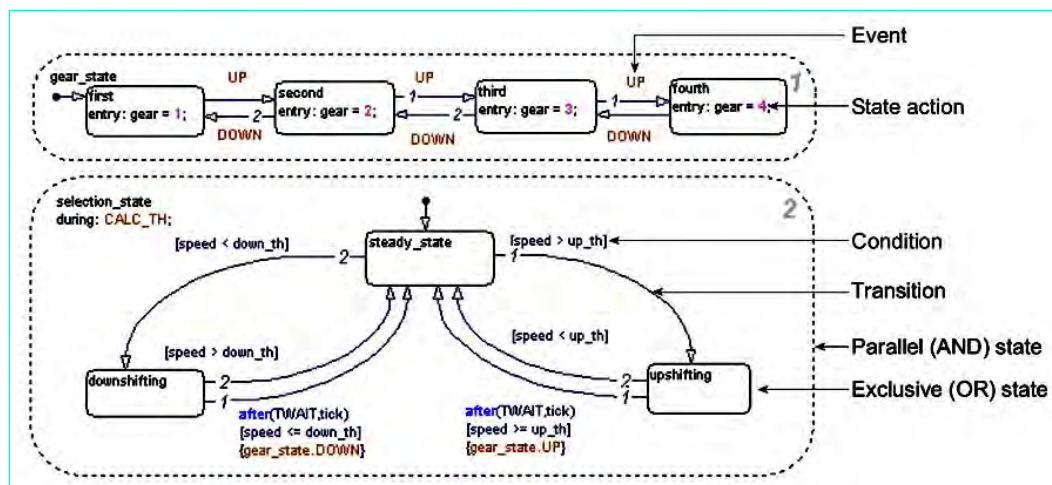 Event
gear_state
UP
UP
UP
1
first
second
third
fourth
entry: gear = 1;
entry: gear = 2;
entry: gear = 3;
entry: gear = 4;
State action
1
1
2
2
DOWN
DOWN
DOWN
selection_state
during: CALC_TH;
2
[speed < down_th]
steady_state
[speed > up_th]
Condition
2
1
Transition
[speed > down_th]
[speed < up_th]
Parallel (AND) state
downshifting
2
1
2
1
upshifting
Exclusive (OR) state
after(TWAIT,tick)
[speed <= down_th]
{gear_state.DOWN}
after(TWAIT,tick)
[speed >= up_th]
{gear_state.UP}